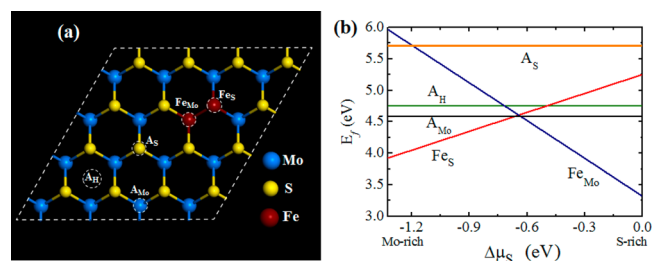 (a)
Fe_S
Fe_Mo
A_S
A_H
A_Mo
Mo
S
Fe
(b)
E_f (eV)
6.0
5.5
5.0
4.5
4.0
3.5
3.0
A_S
A_H
A_Mo
Fe_S
Fe_Mo
-1.2 -0.9 -0.6 -0.3 0.0
Mo-rich S-rich
Δμ_S (eV)